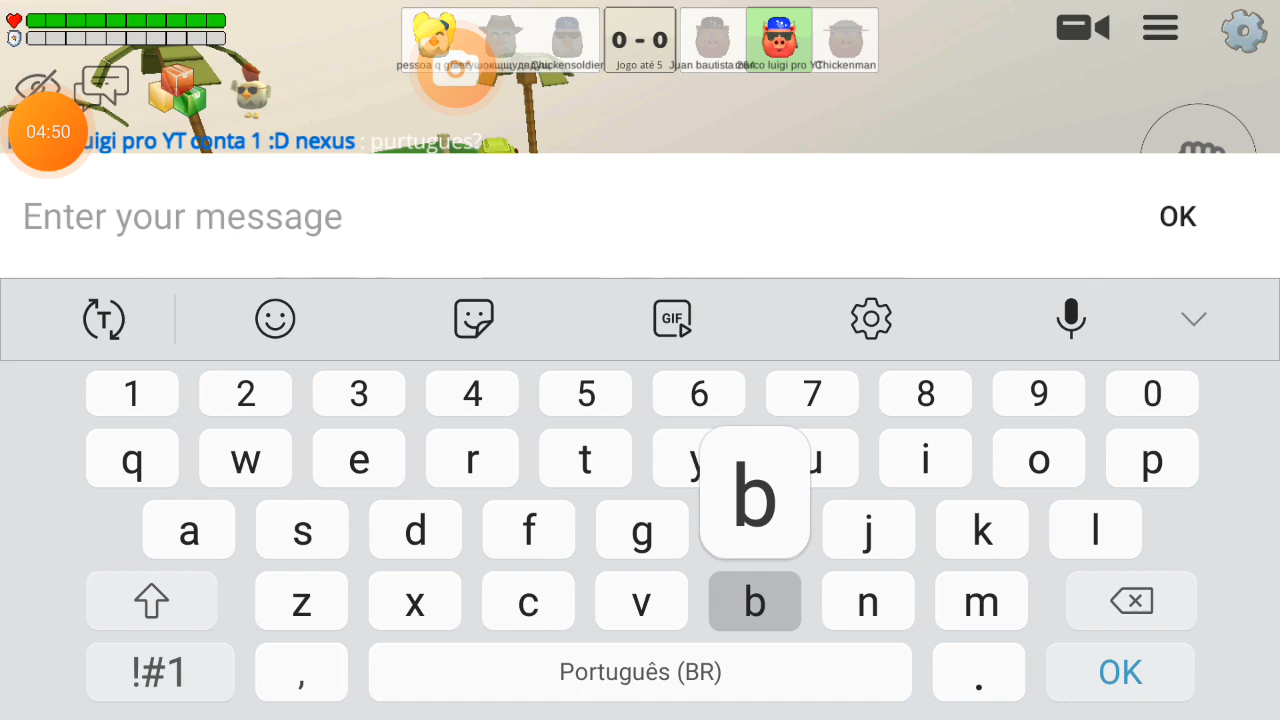 0 - 0
Jogo até 5
pessoa q g
Chickensoldier
Juan bautista
luigi pro YT
Chickenman
04:50
uigi pro YT conta 1 :D nexus : purtugues?
Enter your message
OK
GIF
1 2 3 4 5 6 7 8 9 0
q w e r t y u i o p
b
a s d f g j k l
z x c v b n m
!#1 , Português (BR) . OK